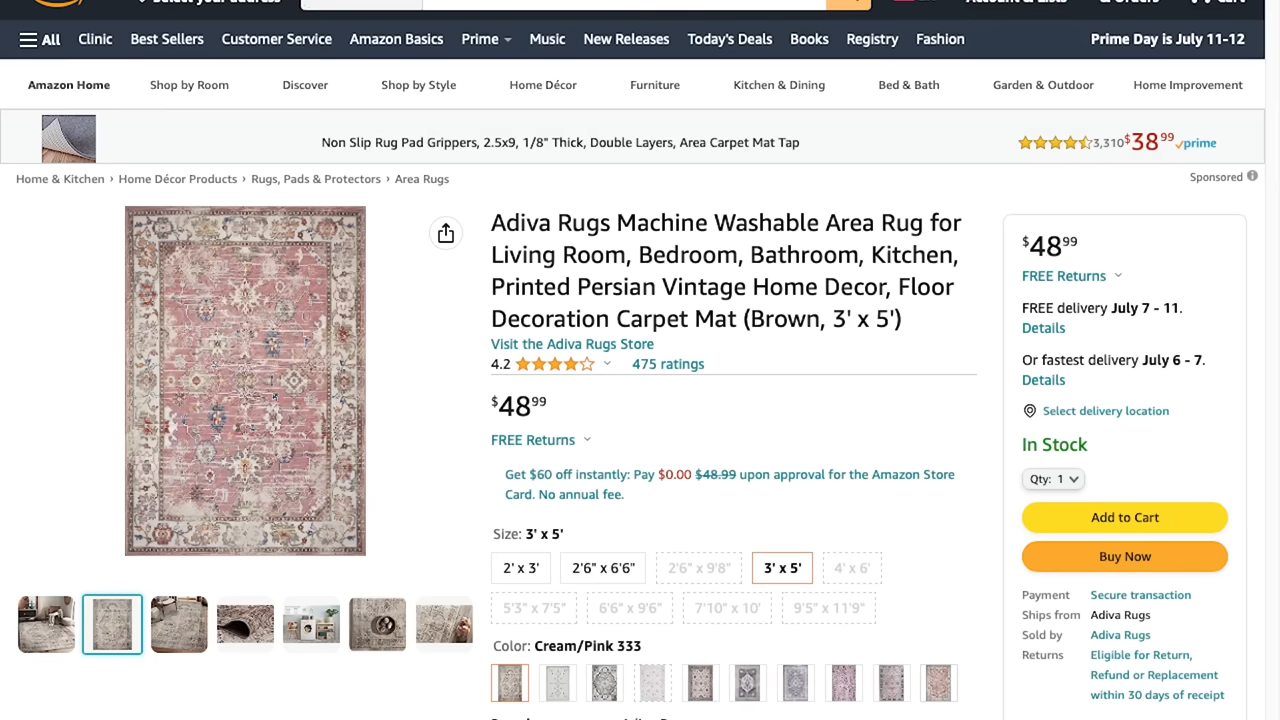 All Clinic Best Sellers Customer Service Amazon Basics Prime Music New Releases Today's Deals Books Registry Fashion Prime Day is July 11-12
Amazon Home Shop by Room Discover Shop by Style Home Décor Furniture Kitchen & Dining Bed & Bath Garden & Outdoor Home Improvement
Non Slip Rug Pad Grippers, 2.5x9, 1/8" Thick, Double Layers, Area Carpet Mat Tap 3,310 $38 99 prime
Home & Kitchen › Home Décor Products › Rugs, Pads & Protectors › Area Rugs
Sponsored
Adiva Rugs Machine Washable Area Rug for
Living Room, Bedroom, Bathroom, Kitchen,
Printed Persian Vintage Home Decor, Floor
Decoration Carpet Mat (Brown, 3' x 5')
Visit the Adiva Rugs Store
4.2 475 ratings
$48 99
FREE Returns
Get $60 off instantly: Pay $0.00 $48.99 upon approval for the Amazon Store
Card. No annual fee.
Size: 3' x 5'
2' x 3' 2'6" x 6'6" 2'6" x 9'8" 3' x 5' 4' x 6'
5'3" x 7'5" 6'6" x 9'6" 7'10" x 10' 9'5" x 11'9"
Color: Cream/Pink 333
$48 99
FREE Returns
FREE delivery July 7 - 11.
Details
Or fastest delivery July 6 - 7.
Details
Select delivery location
In Stock
Qty: 1
Add to Cart
Buy Now
Payment Secure transaction
Ships from Adiva Rugs
Sold by Adiva Rugs
Returns Eligible for Return,
Refund or Replacement
within 30 days of receipt